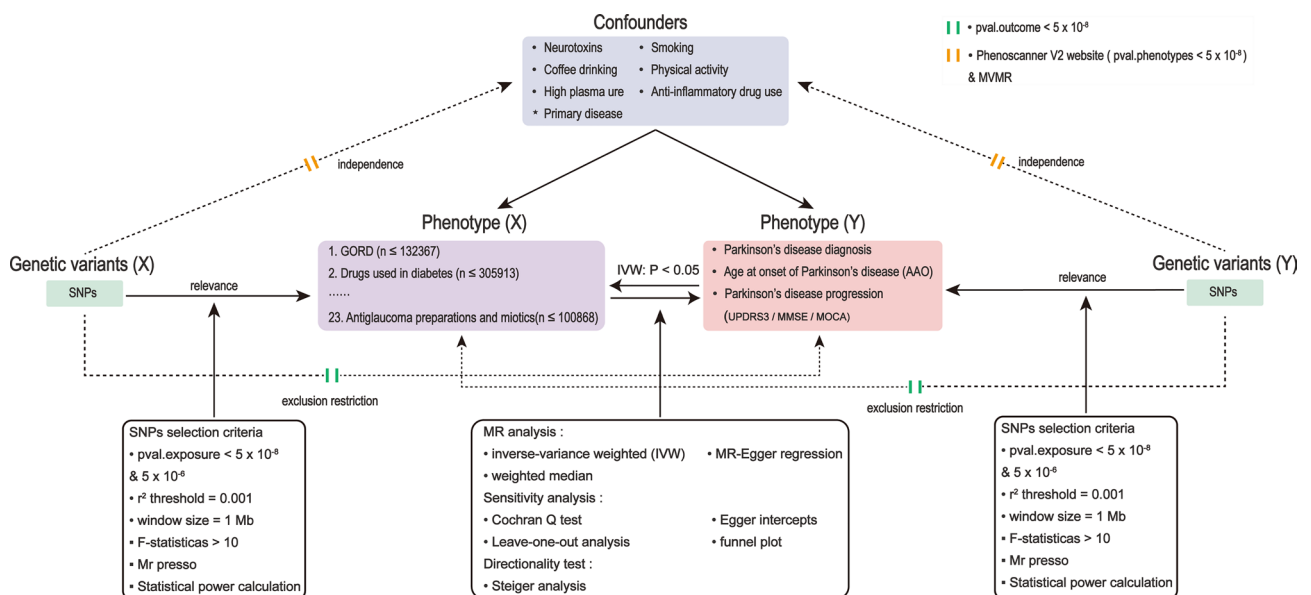 Confounders
• Neurotoxins
• Smoking
• Coffee drinking
• Physical activity
• High plasma ure
• Anti-inflammatory drug use
* Primary disease
• pval.outcome < 5 x 10⁻⁸
• Phenoscanner V2 website ( pval.phenotypes < 5 x 10⁻⁸)
& MVMR
independence
independence
Phenotype (X)
Phenotype (Y)
Genetic variants (X)
SNPs
relevance
1. GORD (n ≤ 132367)
2. Drugs used in diabetes (n ≤ 305913)
......
23. Antiglaucoma preparations and miotics(n ≤ 100868)
IVW: P < 0.05
• Parkinson's disease diagnosis
• Age at onset of Parkinson's disease (AAO)
• Parkinson's disease progression
(UPDRS3 / MMSE / MOCA)
Genetic variants (Y)
relevance
SNPs
exclusion restriction
exclusion restriction
SNPs selection criteria
• pval.exposure < 5 x 10⁻⁸
& 5 x 10⁻⁶
• r² threshold = 0.001
• window size = 1 Mb
▪ F-statisticas > 10
▪ Mr presso
▪ Statistical power calculation
MR analysis :
• inverse-variance weighted (IVW)
• MR-Egger regression
• weighted median
Sensitivity analysis :
• Cochran Q test
• Egger intercepts
• Leave-one-out analysis
• funnel plot
Directionality test :
• Steiger analysis
SNPs selection criteria
• pval.exposure < 5 x 10⁻⁸
& 5 x 10⁻⁶
• r² threshold = 0.001
• window size = 1 Mb
▪ F-statisticas > 10
▪ Mr presso
▪ Statistical power calculation